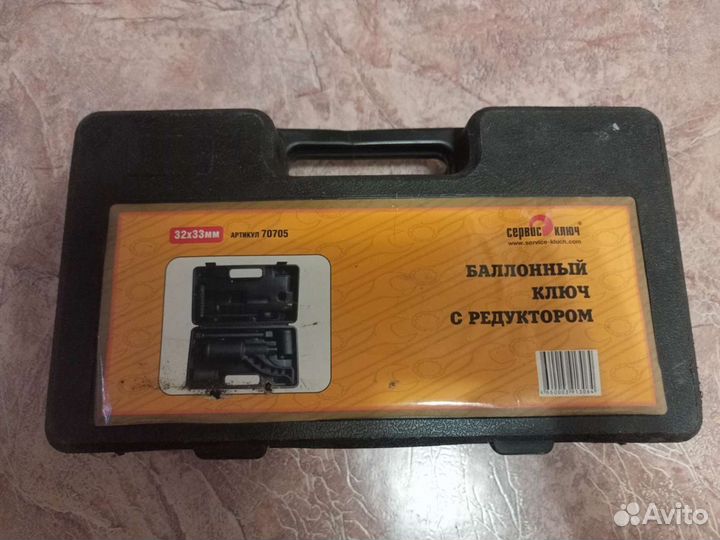 32x33мм АРТИКУЛ 70705
сервис ключ®
www.service-kluch.com
БАЛЛОННЫЙ
КЛЮЧ
С РЕДУКТОРОМ
Avito